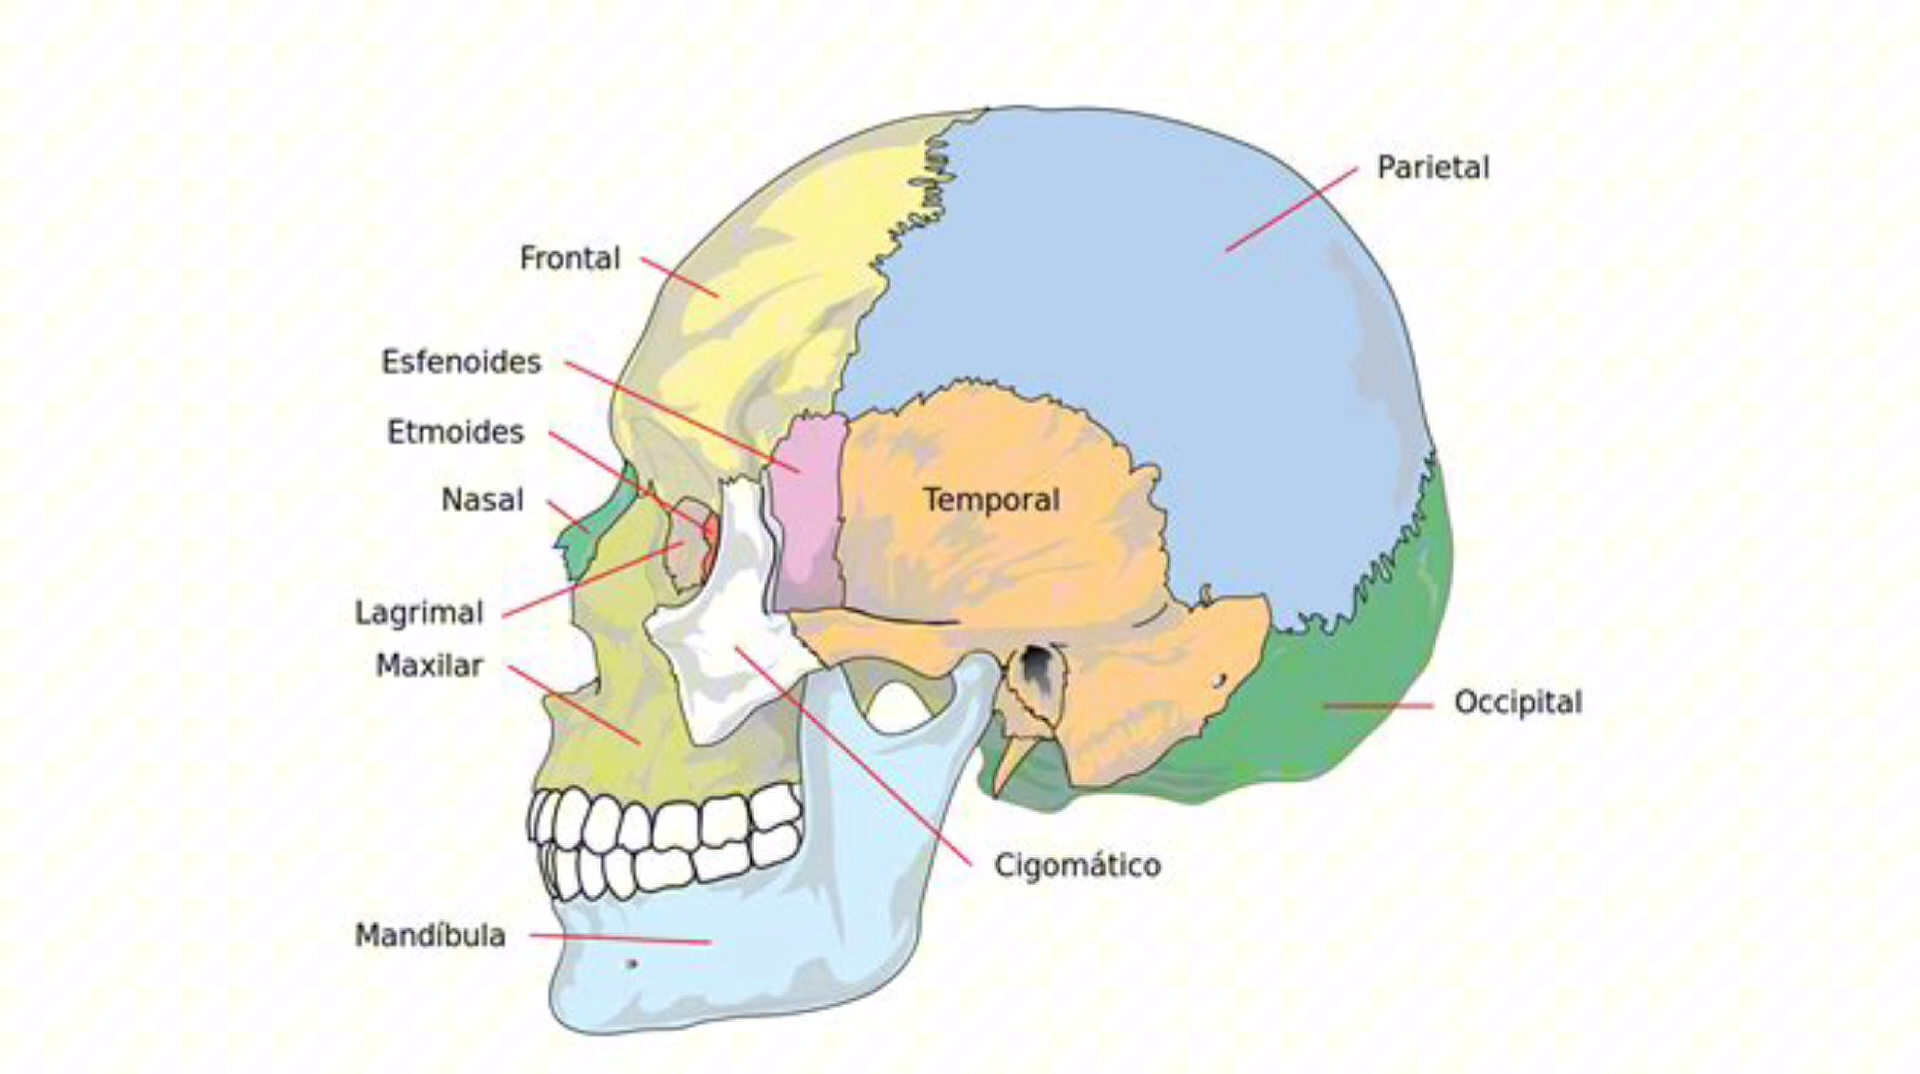 Parietal
Frontal
Esfenoides
Etmoides
Nasal
Temporal
Lagrimal
Maxilar
Occipital
Cigomático
Mandíbula